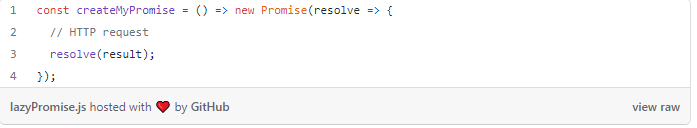 1 const createMyPromise = () => new Promise(resolve => {
2 // HTTP request
3 resolve(result);
4 });
lazyPromise.js hosted with ❤ by GitHub view raw